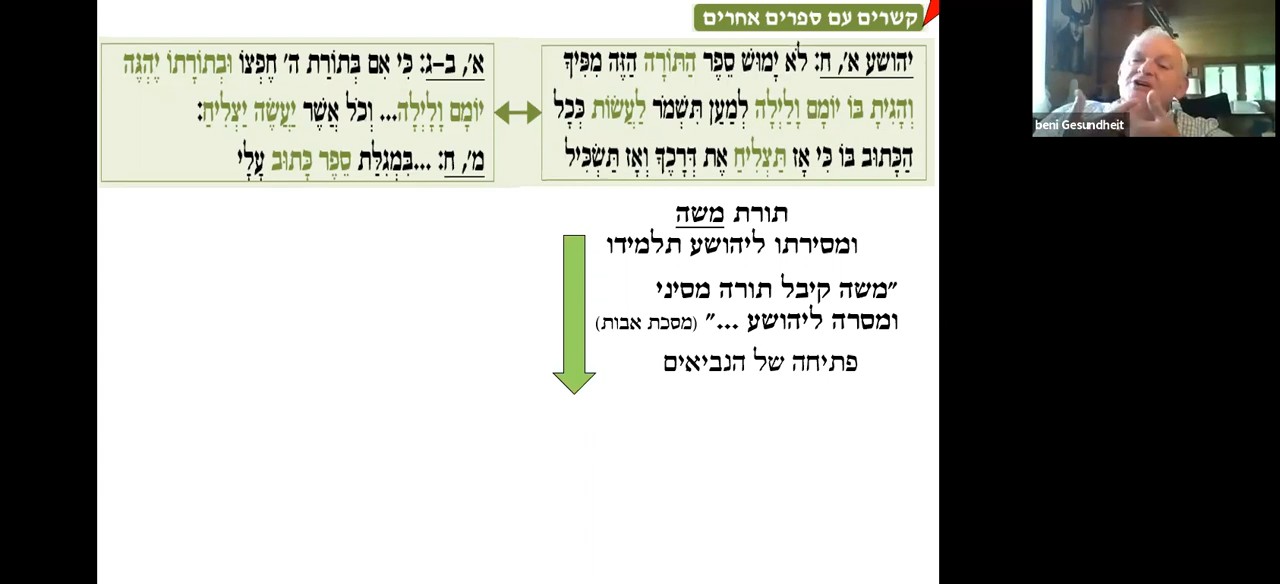 קשרים עם ספרים אחרים
יהושע א׳, ח: לֹא יָמוּשׁ סֵפֶר הַתּוֹרָה הַזֶּה מִפִּיךָ
וְהָגִיתָ בּוֹ יוֹמָם וָלַיְלָה לְמַעַן תִּשְׁמֹר לַעֲשׂוֹת כְּכָל
הַכָּתוּב בּוֹ כִּי אָז תַּצְלִיחַ אֶת דְּרָכֶךָ וְאָז תַּשְׂכִּיל
א׳, ב–ג: כִּי אִם בְּתוֹרַת ה׳ חֶפְצוֹ וּבְתוֹרָתוֹ יֶהְגֶּה
יוֹמָם וָלָיְלָה... וְכֹל אֲשֶׁר יַעֲשֶׂה יַצְלִיחַ:
מ׳, ח: ...בִּמְגִלַּת סֵפֶר כָּתוּב עָלָי
תורת משה
ומסירתו ליהושע תלמידו
״משה קיבל תורה מסיני
ומסרה ליהושע ...״ (מסכת אבות)
פתיחה של הנביאים
beni Gesundheit